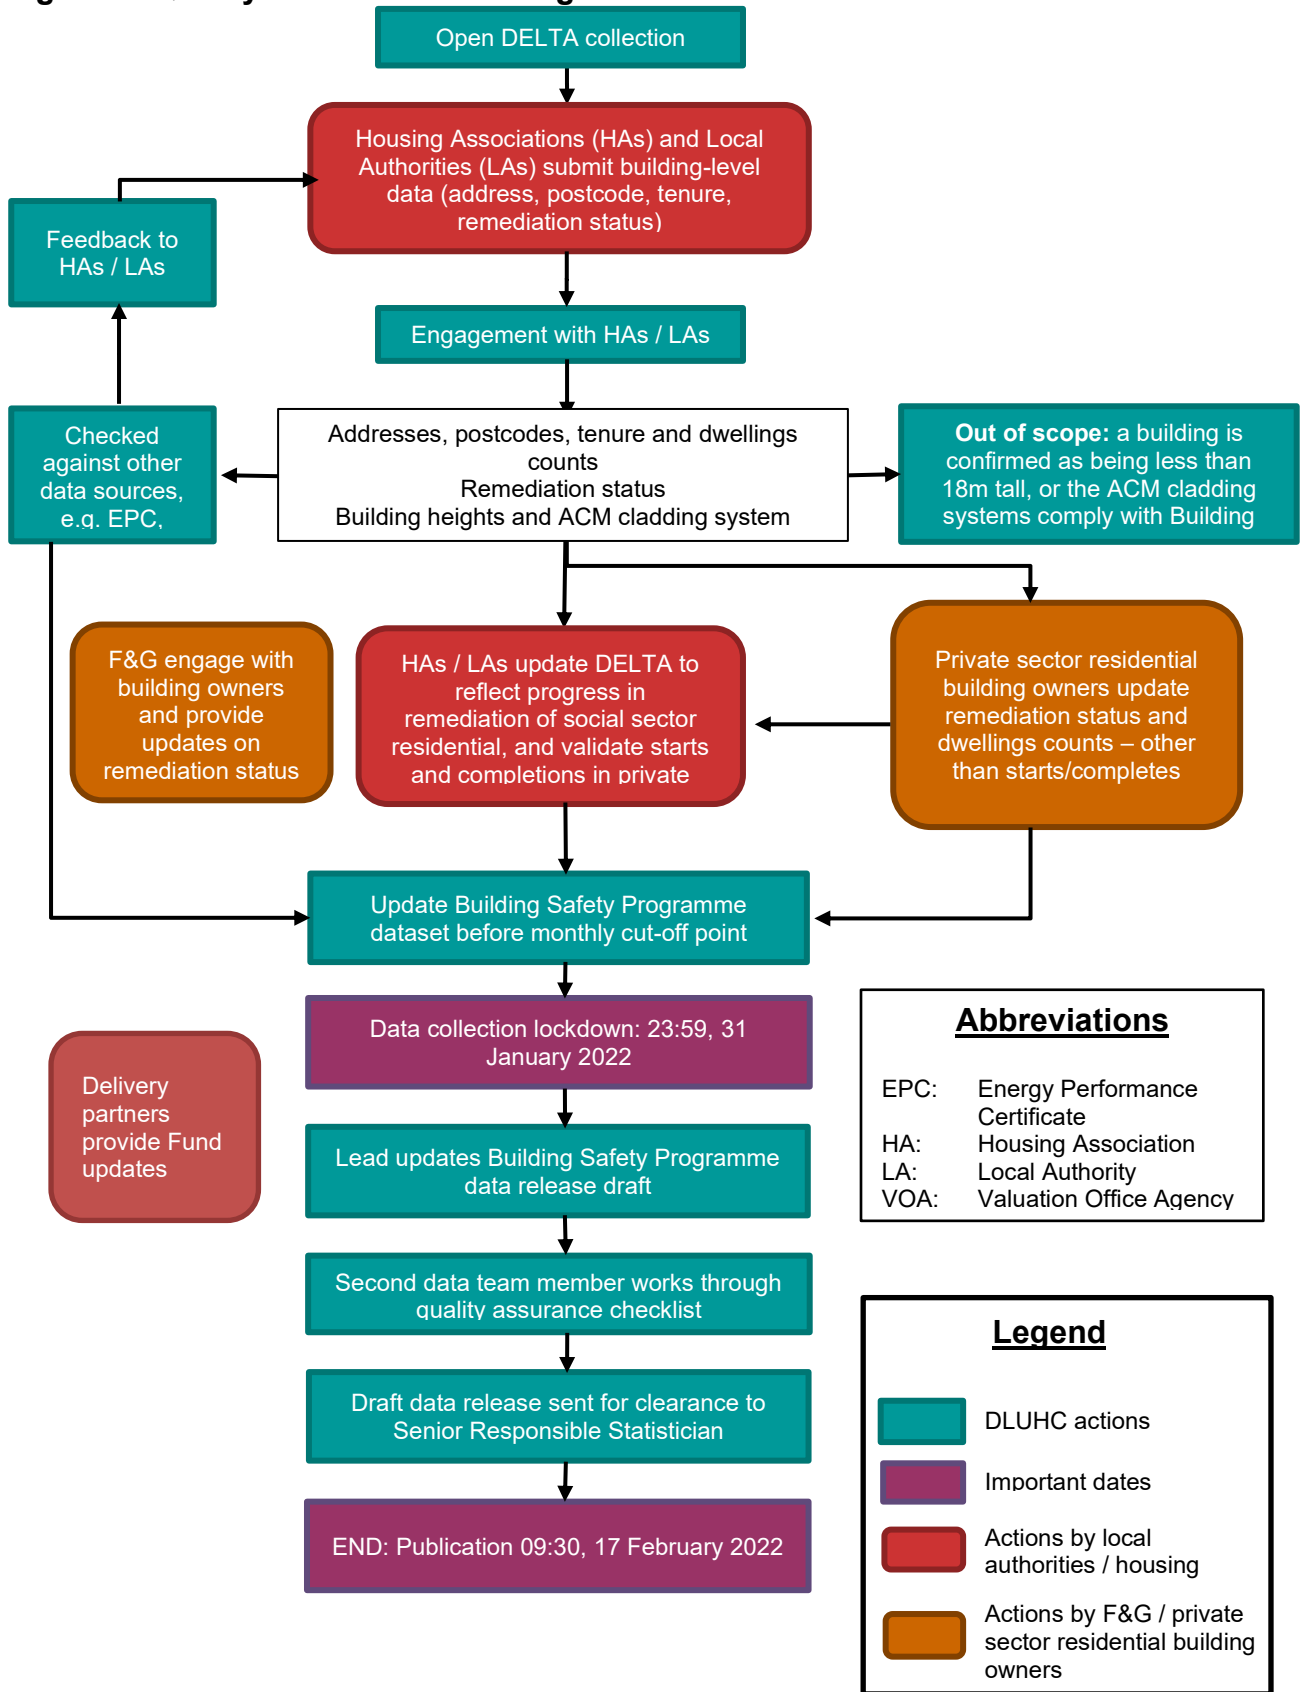 Open DELTA collection
Housing Associations (HAs) and Local
Authorities (LAs) submit building-level
data (address, postcode, tenure,
remediation status)
Feedback to
HAs / LAs
Engagement with HAs / LAs
Checked
against other
data sources,
e.g. EPC,
Addresses, postcodes, tenure and dwellings
counts
Remediation status
Building heights and ACM cladding system
Out of scope: a building is
confirmed as being less than
18m tall, or the ACM cladding
systems comply with Building
F&G engage with
building owners
and provide
updates on
remediation status
HAs / LAs update DELTA to
reflect progress in
remediation of social sector
residential, and validate starts
and completions in private
Private sector residential
building owners update
remediation status and
dwellings counts – other
than starts/completes
Update Building Safety Programme
dataset before monthly cut-off point
Data collection lockdown: 23:59, 31
January 2022
Delivery
partners
provide Fund
updates
Lead updates Building Safety Programme
data release draft
Second data team member works through
quality assurance checklist
Draft data release sent for clearance to
Senior Responsible Statistician
END: Publication 09:30, 17 February 2022
Abbreviations
EPC: Energy Performance
Certificate
HA: Housing Association
LA: Local Authority
VOA: Valuation Office Agency
Legend
DLUHC actions
Important dates
Actions by local
authorities / housing
Actions by F&G / private
sector residential building
owners